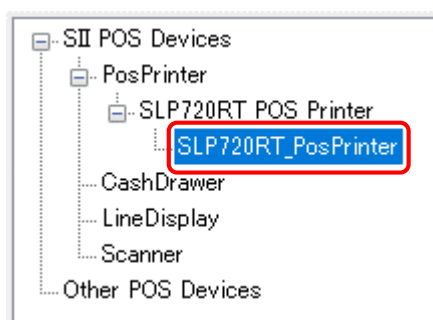 SII POS Devices
PosPrinter
SLP720RT POS Printer
SLP720RT_PosPrinter
CashDrawer
LineDisplay
Scanner
Other POS Devices